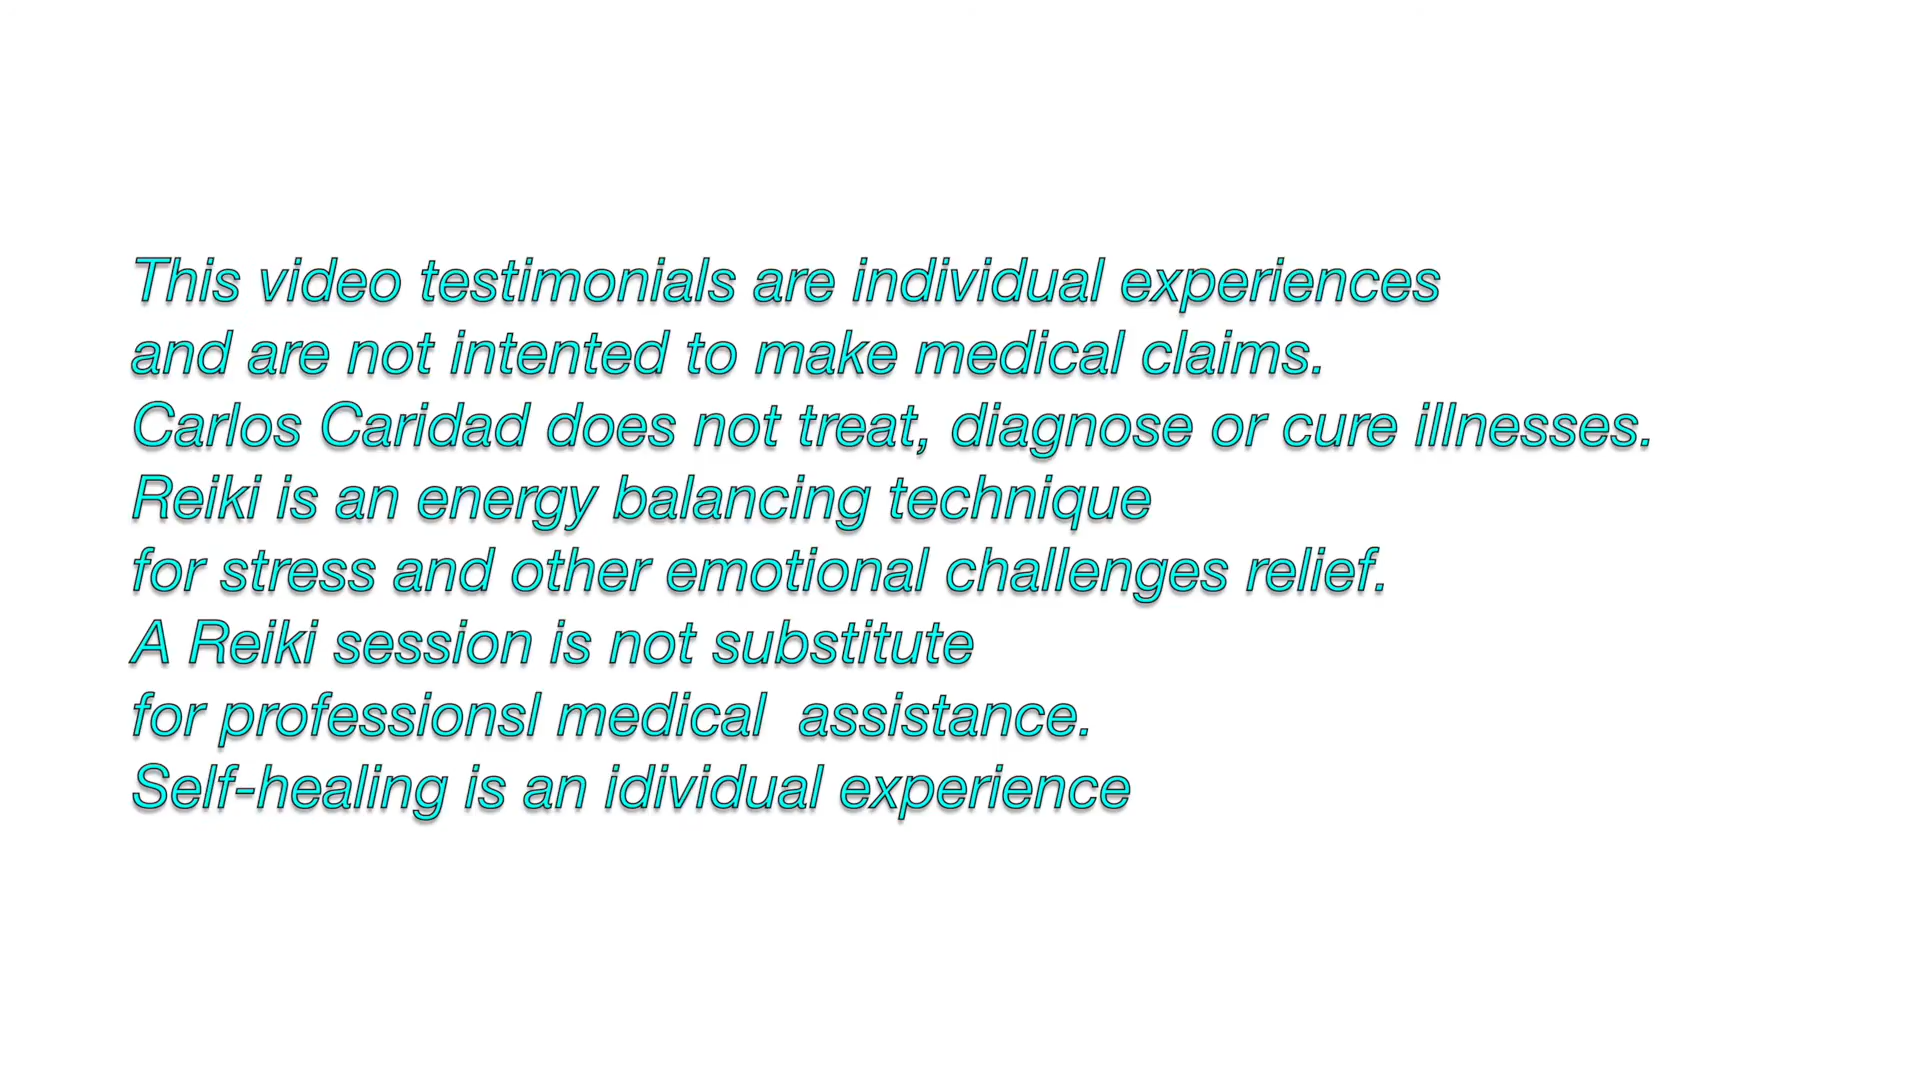 This video testimonials are individual experiences
and are not intented to make medical claims.
Carlos Caridad does not treat, diagnose or cure illnesses.
Reiki is an energy balancing technique
for stress and other emotional challenges relief.
A Reiki session is not substitute
for professionsl medical  assistance.
Self-healing is an idividual experience